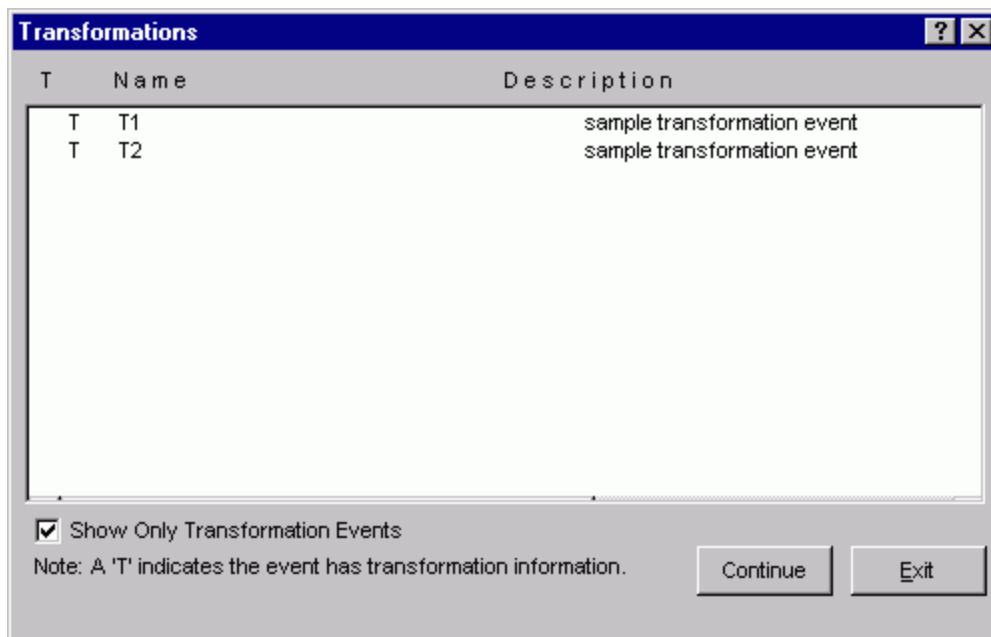 Transformations
T Name Description
T T1 sample transformation event
T T2 sample transformation event
Show Only Transformation Events
Note: A 'T' indicates the event has transformation information.
Continue Exit